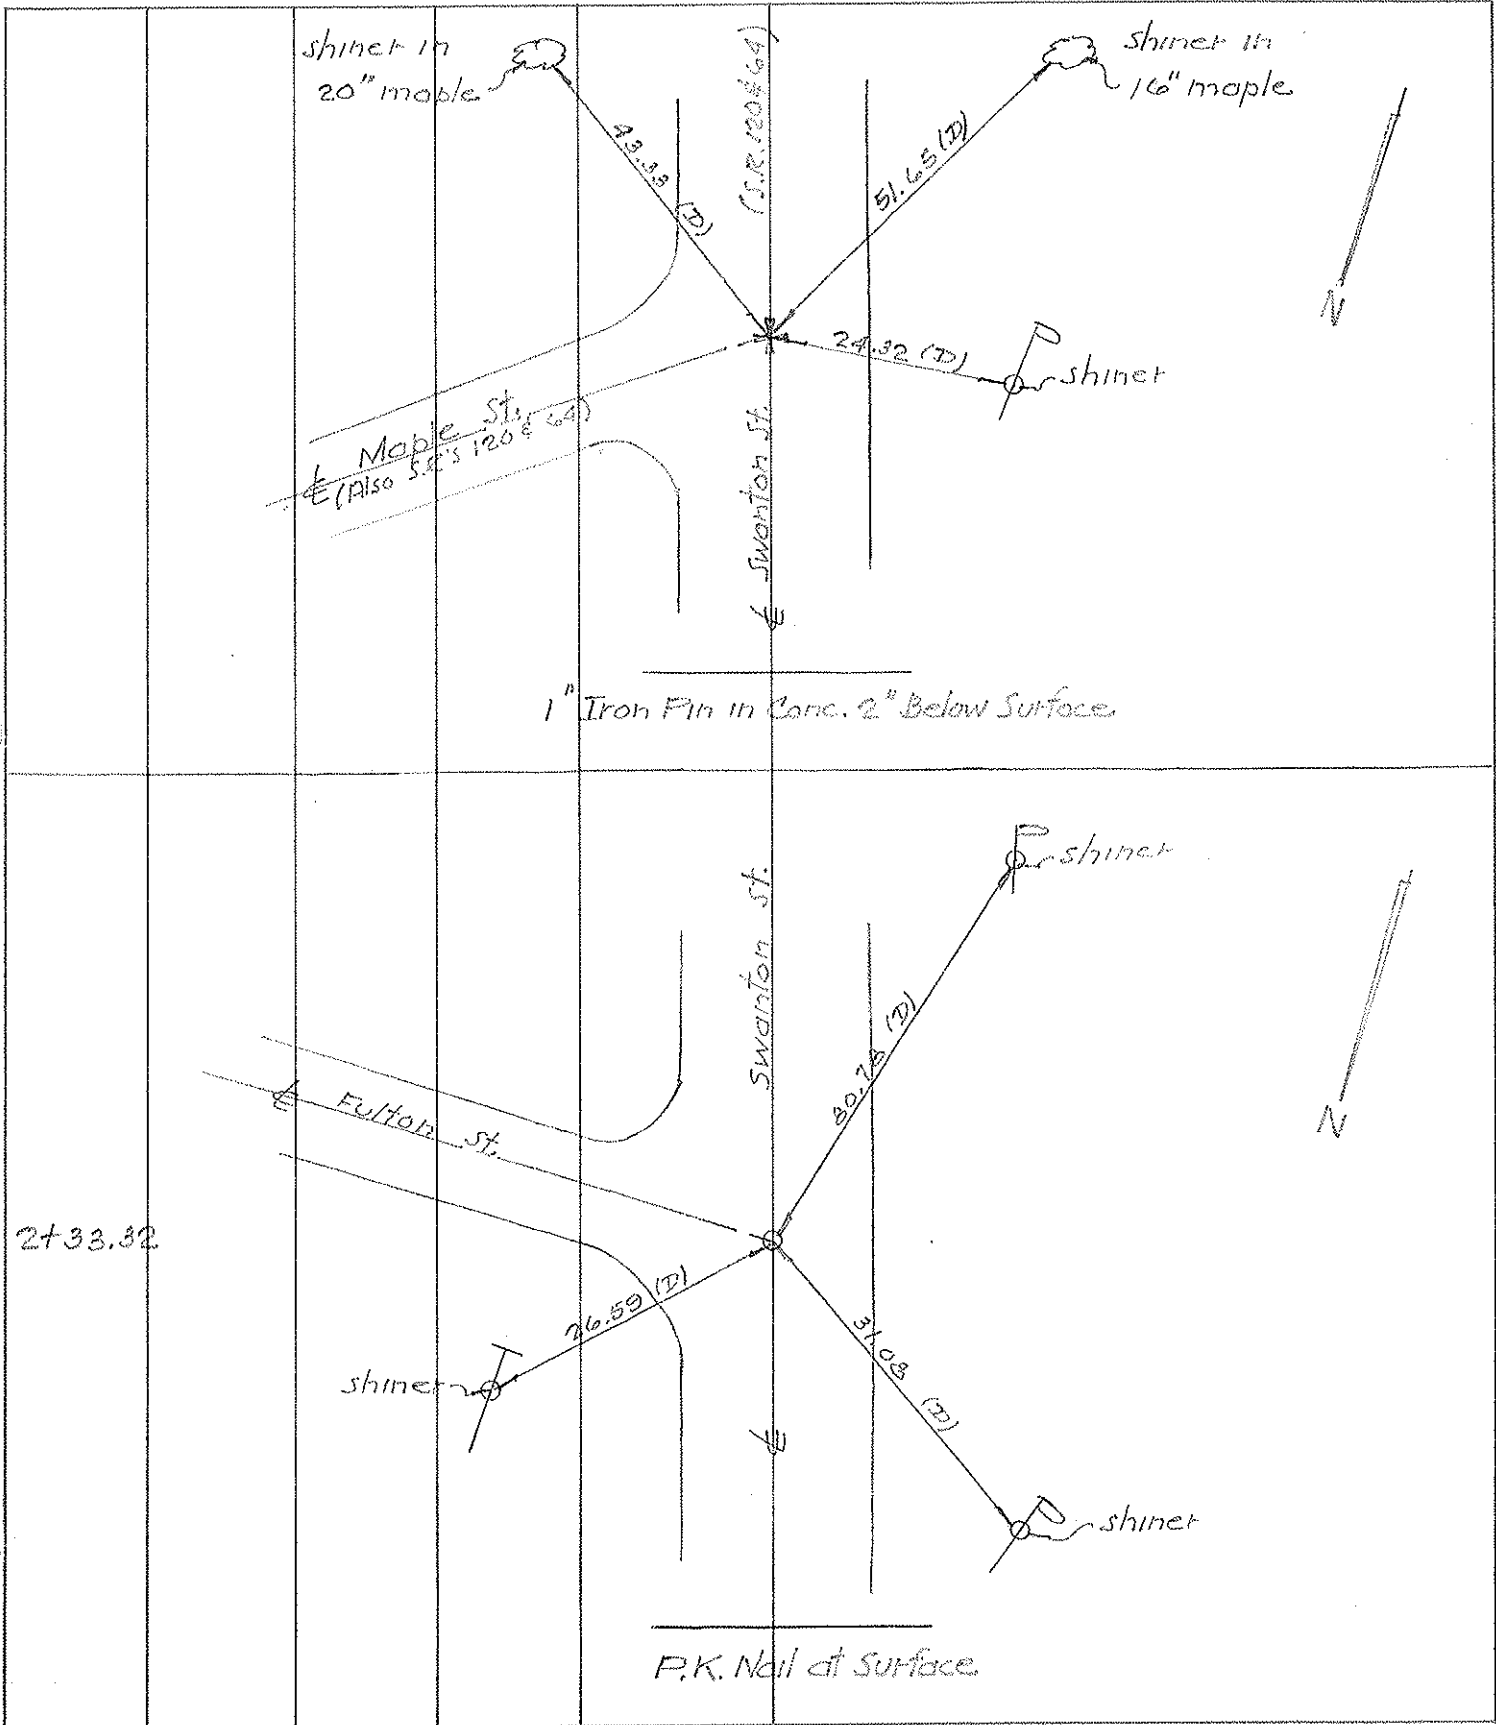 shiner in
20" maple
shiner in
16" maple
43.33 (D)
(S.R. 120 & 64)
51.65 (D)
N
24.32 (D)
shiner
℄ Maple St.
(Also S.R.'s 120 & 64)
℄ Swanton St.
1" Iron Pin in Conc. 2" Below Surface
shiner
Swanton St.
(D)
N
℄ Fulton St.
2+33.32
26.59 (D)
31.08 (D)
shiner
℄
shiner
P.K. Nail at Surface